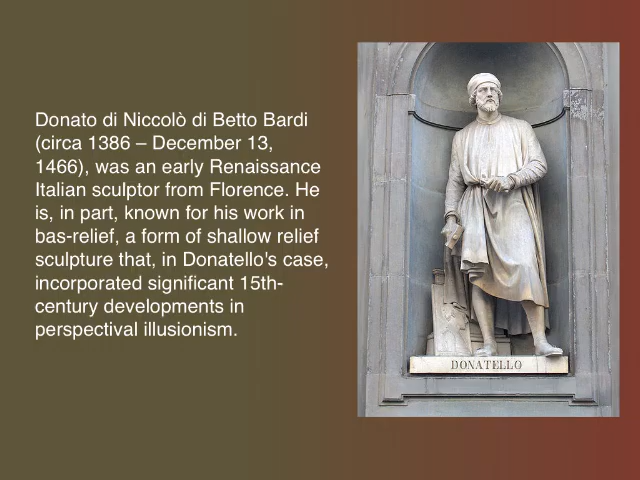 Donato di Niccolò di Betto Bardi
(circa 1386 – December 13,
1466), was an early Renaissance
Italian sculptor from Florence. He
is, in part, known for his work in
bas-relief, a form of shallow relief
sculpture that, in Donatello's case,
incorporated significant 15th-
century developments in
perspectival illusionism.
DONATELLO